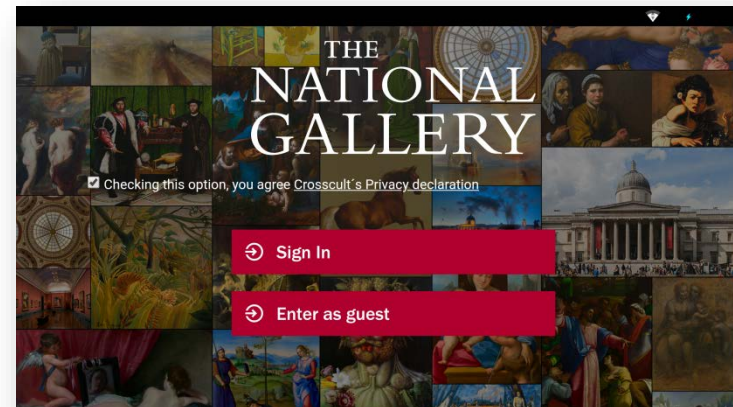 THE
NATIONAL
GALLERY
Checking this option, you agree Crosscult´s Privacy declaration
Sign In
Enter as guest